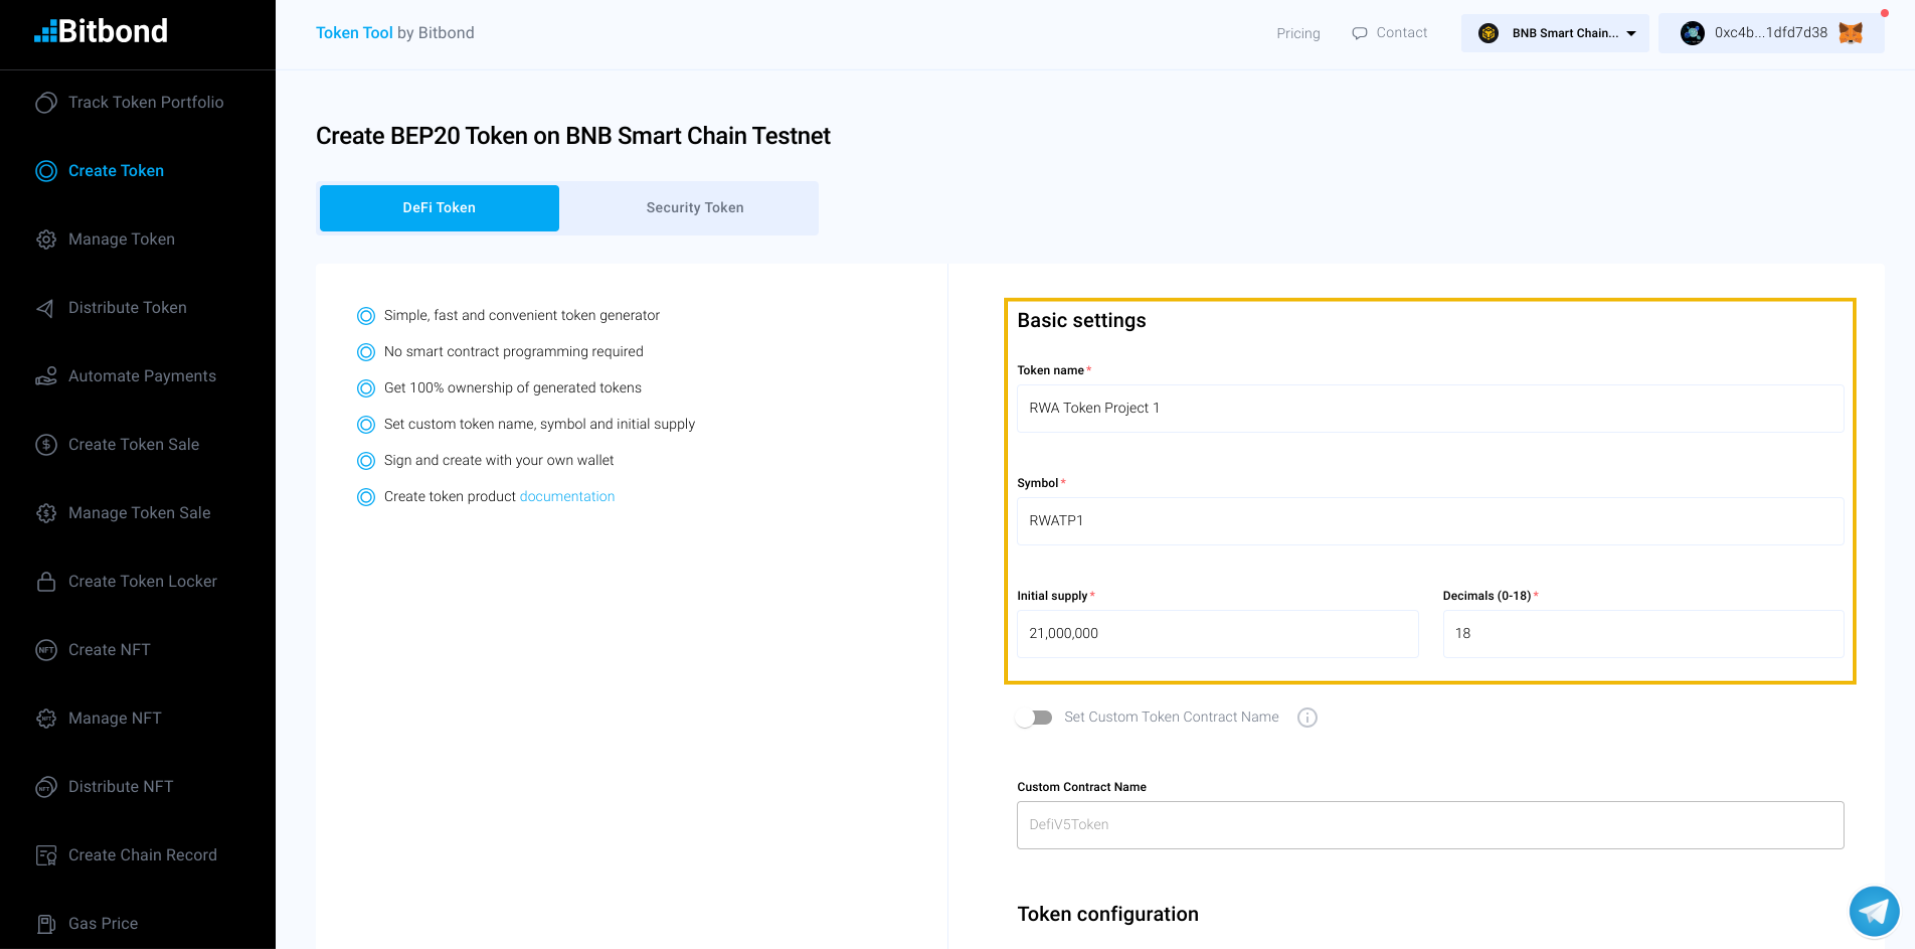 Bitbond
Token Tool by Bitbond
Pricing
Contact
BNB Smart Chain...
0xc4b...1dfd7d38
Track Token Portfolio
Create Token
Manage Token
Distribute Token
Automate Payments
Create Token Sale
Manage Token Sale
Create Token Locker
NFT
Create NFT
Manage NFT
NFT
Distribute NFT
Create Chain Record
Gas Price
Create BEP20 Token on BNB Smart Chain Testnet
DeFi Token
Security Token
Simple, fast and convenient token generator
No smart contract programming required
Get 100% ownership of generated tokens
Set custom token name, symbol and initial supply
Sign and create with your own wallet
Create token product documentation
Basic settings
Token name *
RWA Token Project 1
Symbol *
RWATP1
Initial supply *
21,000,000
Decimals (0-18) *
18
Set Custom Token Contract Name
Custom Contract Name
DefiV5Token
Token configuration